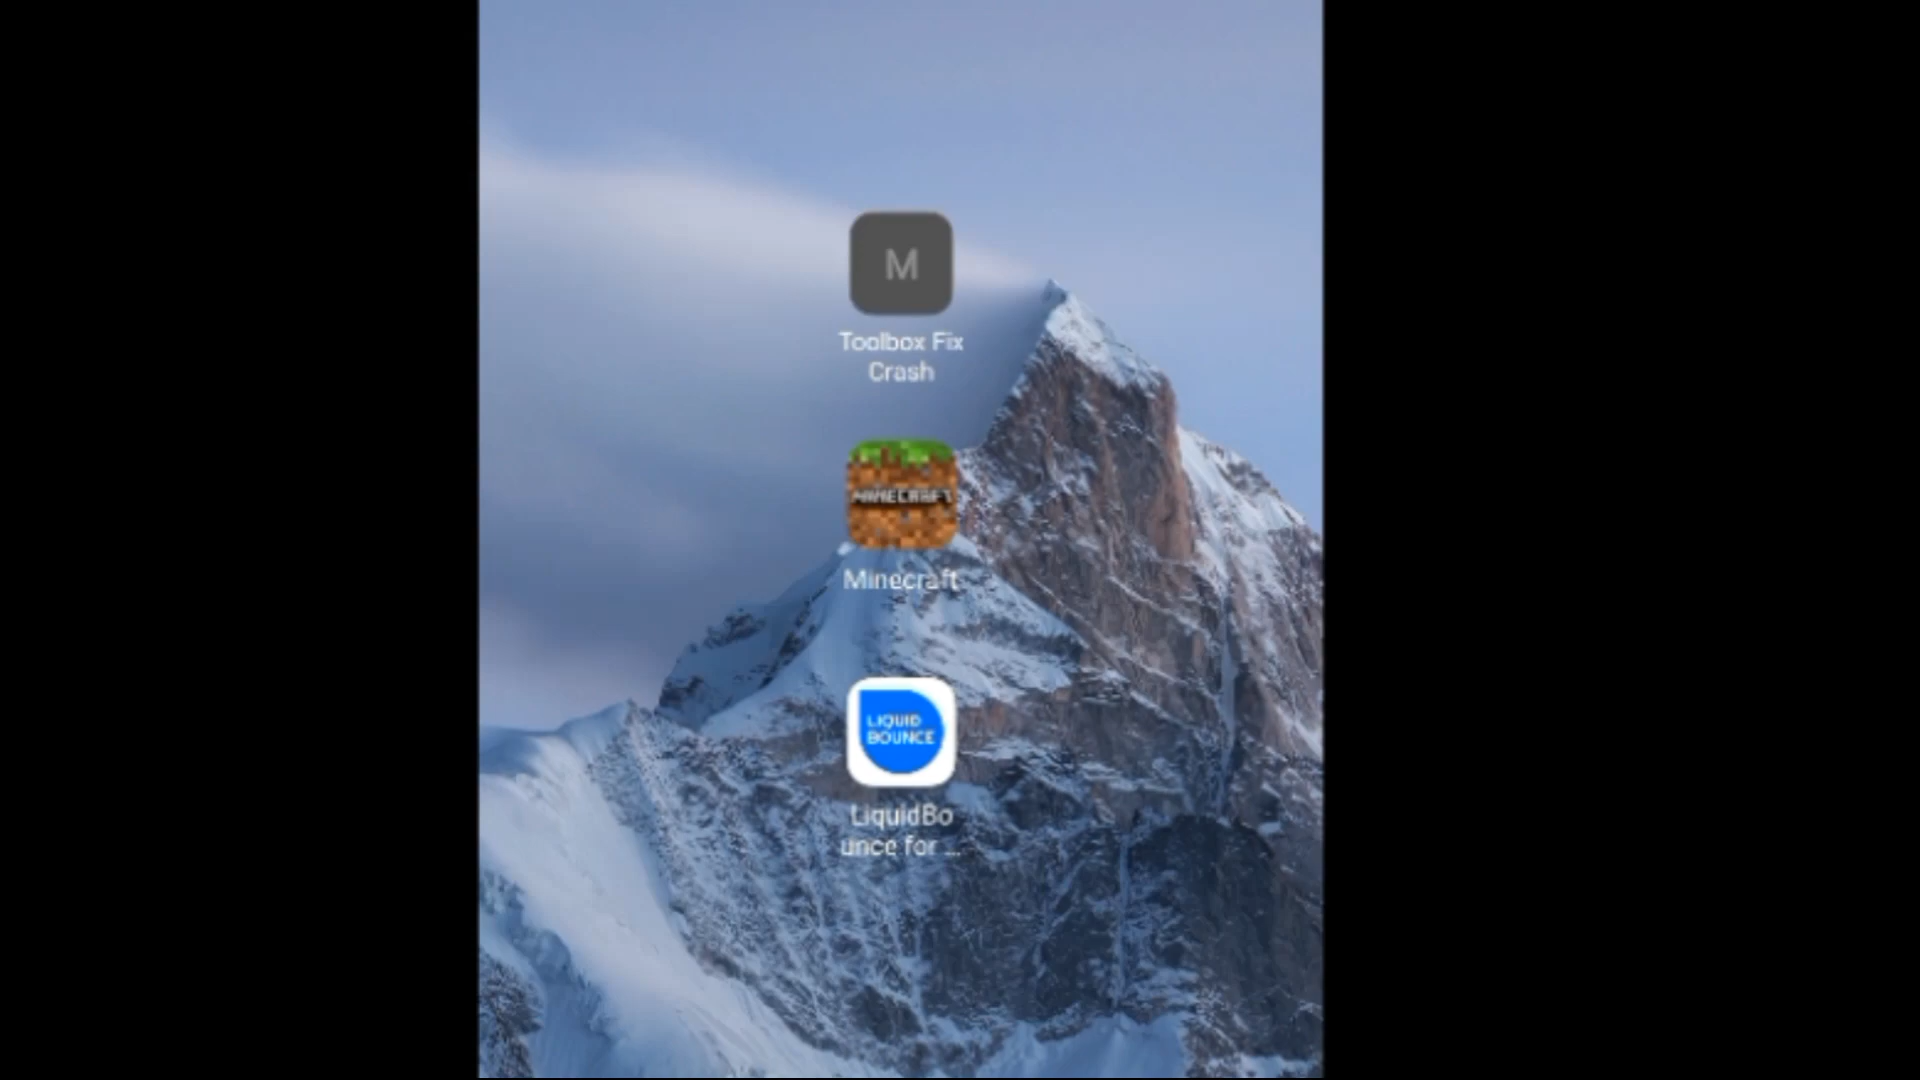 M
Toolbox Fix
Crash
MINECRAFT
Minecraft
LIQUID
BOUNCE
LiquidBo
unce for ...